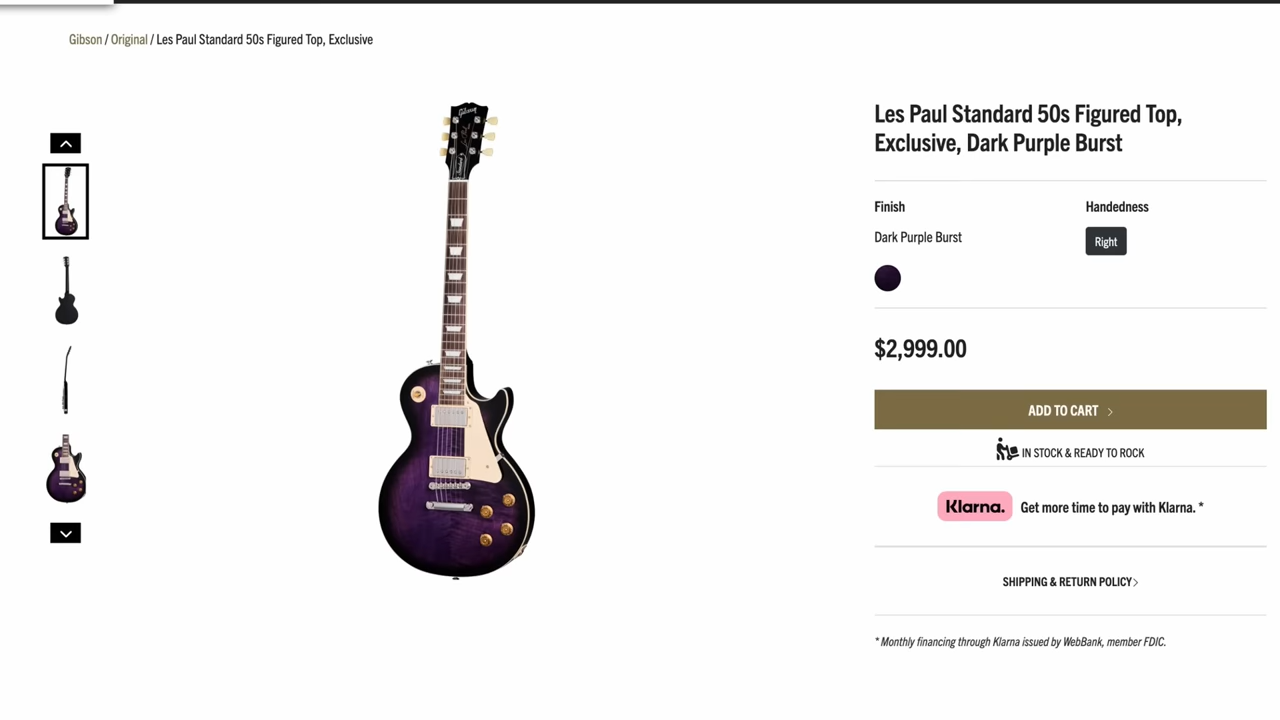 Gibson / Original / Les Paul Standard 50s Figured Top, Exclusive
Gibson
Les Paul Standard 50s Figured Top,
Exclusive, Dark Purple Burst
Finish
Handedness
Dark Purple Burst
Right
$2,999.00
ADD TO CART
IN STOCK & READY TO ROCK
Klarna. Get more time to pay with Klarna. *
SHIPPING & RETURN POLICY
* Monthly financing through Klarna issued by WebBank, member FDIC.